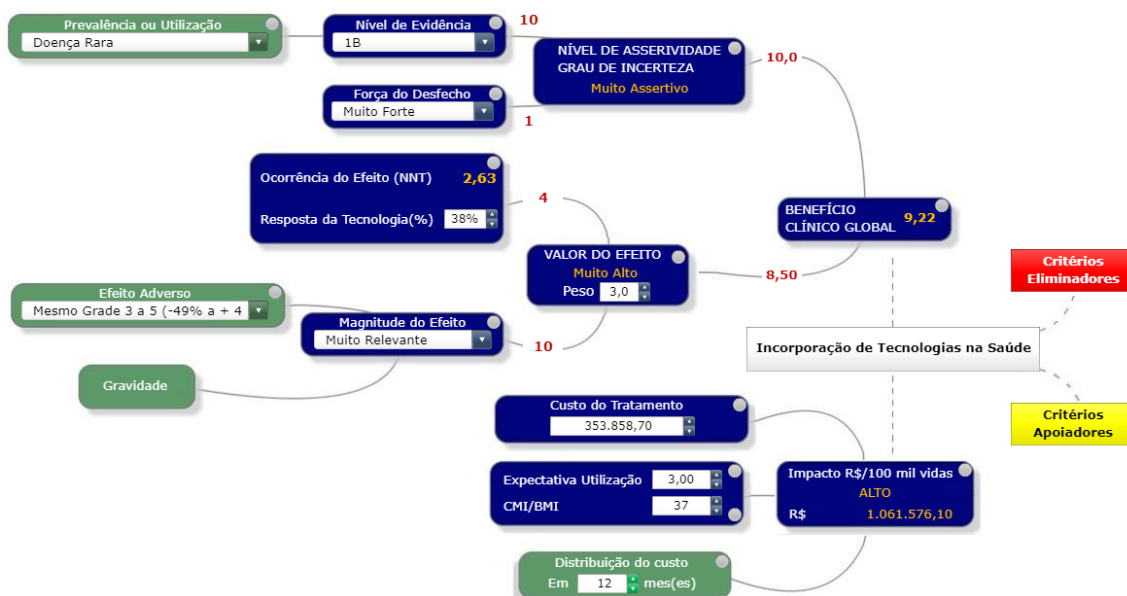 Prevalência ou Utilização
Doença Rara
Nível de Evidência
1B
10
NÍVEL DE ASSERIVIDADE
GRAU DE INCERTEZA
Muito Assertivo
10,0
Força do Desfecho
Muito Forte
1
Ocorrência do Efeito (NNT) 2,63
Resposta da Tecnologia(%) 38%
4
BENEFÍCIO
CLÍNICO GLOBAL 9,22
VALOR DO EFEITO
Muito Alto
Peso 3,0
8,50
Critérios
Eliminadores
Efeito Adverso
Mesmo Grade 3 a 5 (-49% a + 4
Magnitude do Efeito
Muito Relevante
10
Incorporação de Tecnologias na Saúde
Gravidade
Custo do Tratamento
353.858,70
Critérios
Apoiadores
Expectativa Utilização 3,00
CMI/BMI 37
Impacto R$/100 mil vidas
ALTO
R$ 1.061.576,10
Distribuição do custo
Em 12 mes(es)